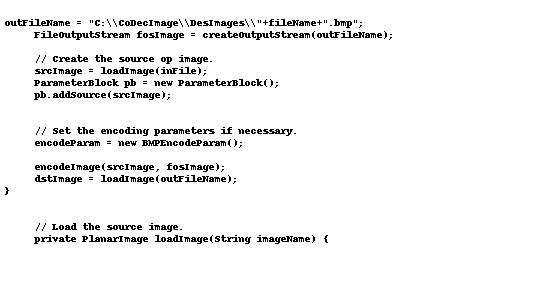 outFileName = "C:\\CoDecImage\\DesImages\\"+fileName+".bmp";
FileOutputStream fosImage = createOutputStream(outFileName);
// Create the source op image.
srcImage = loadImage(inFile);
ParameterBlock pb = new ParameterBlock();
pb.addSource(srcImage);
// Set the encoding parameters if necessary.
encodeParam = new BMPEncodeParam();
encodeImage(srcImage, fosImage);
dstImage = loadImage(outFileName);
}
// Load the source image.
private PlanarImage loadImage(String imageName) {